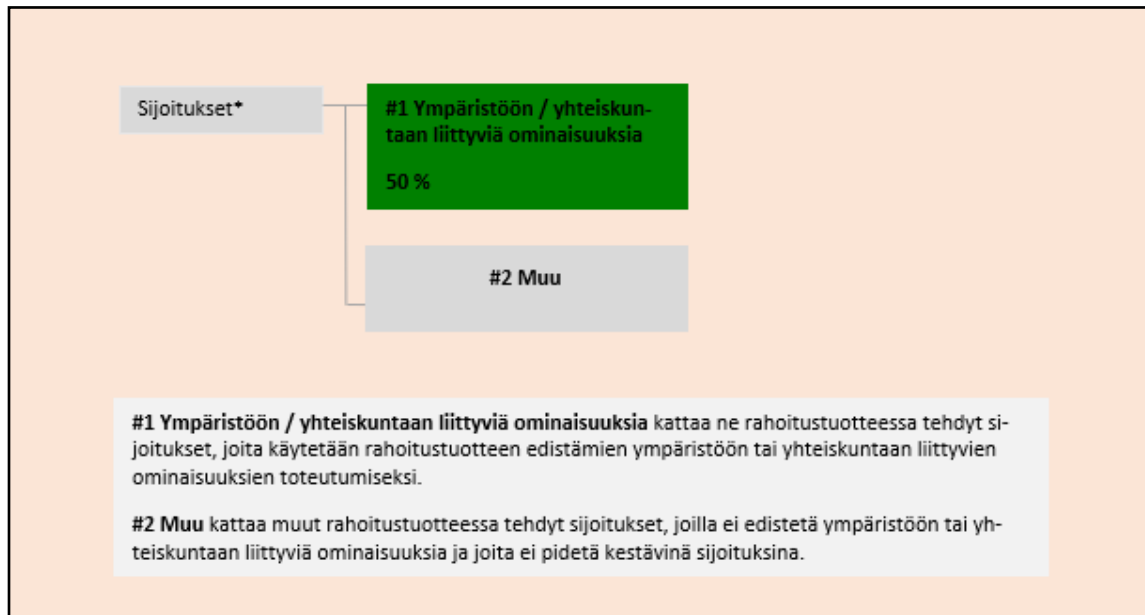 Sijoitukset*
#1 Ympäristöön / yhteiskun-
taan liittyviä ominaisuuksia
50 %
#2 Muu
#1 Ympäristöön / yhteiskuntaan liittyviä ominaisuuksia kattaa ne rahoitustuotteessa tehdyt si-
joitukset, joita käytetään rahoitustuotteen edistämien ympäristöön tai yhteiskuntaan liittyvien
ominaisuuksien toteutumiseksi.
#2 Muu kattaa muut rahoitustuotteessa tehdyt sijoitukset, joilla ei edistetä ympäristöön tai yh-
teiskuntaan liittyviä ominaisuuksia ja joita ei pidetä kestävinä sijoituksina.